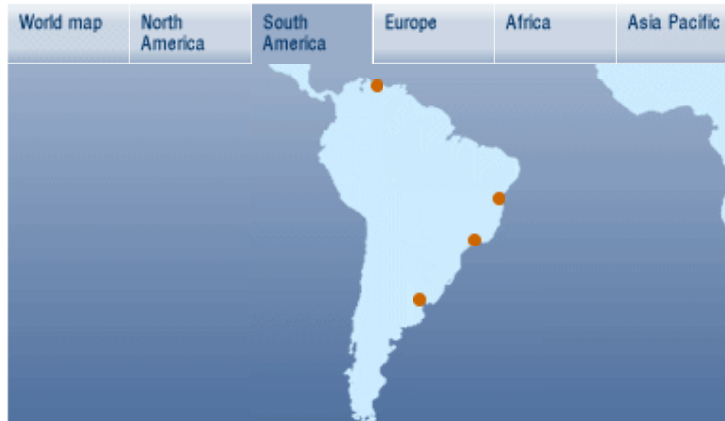 World map
North
America
South
America
Europe
Africa
Asia Pacific